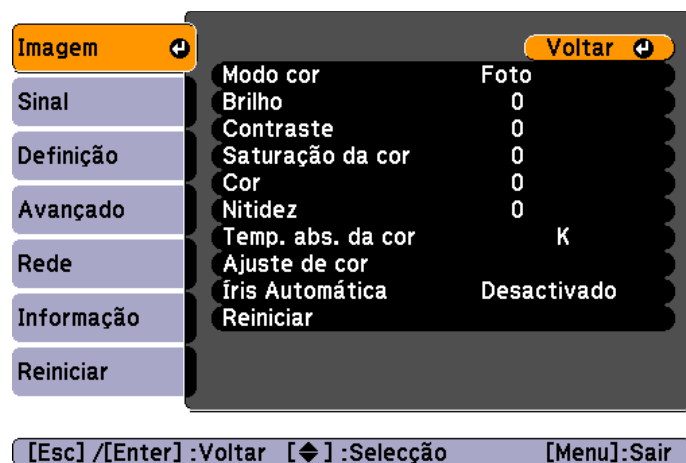 Imagem
Sinal
Definição
Avançado
Rede
Informação
Reiniciar
Voltar
Modo cor Foto
Brilho 0
Contraste 0
Saturação da cor 0
Cor 0
Nitidez 0
Temp. abs. da cor K
Ajuste de cor
Íris Automática Desactivado
Reiniciar
[Esc] /[Enter] :Voltar [◆] :Selecção [Menu]:Sair